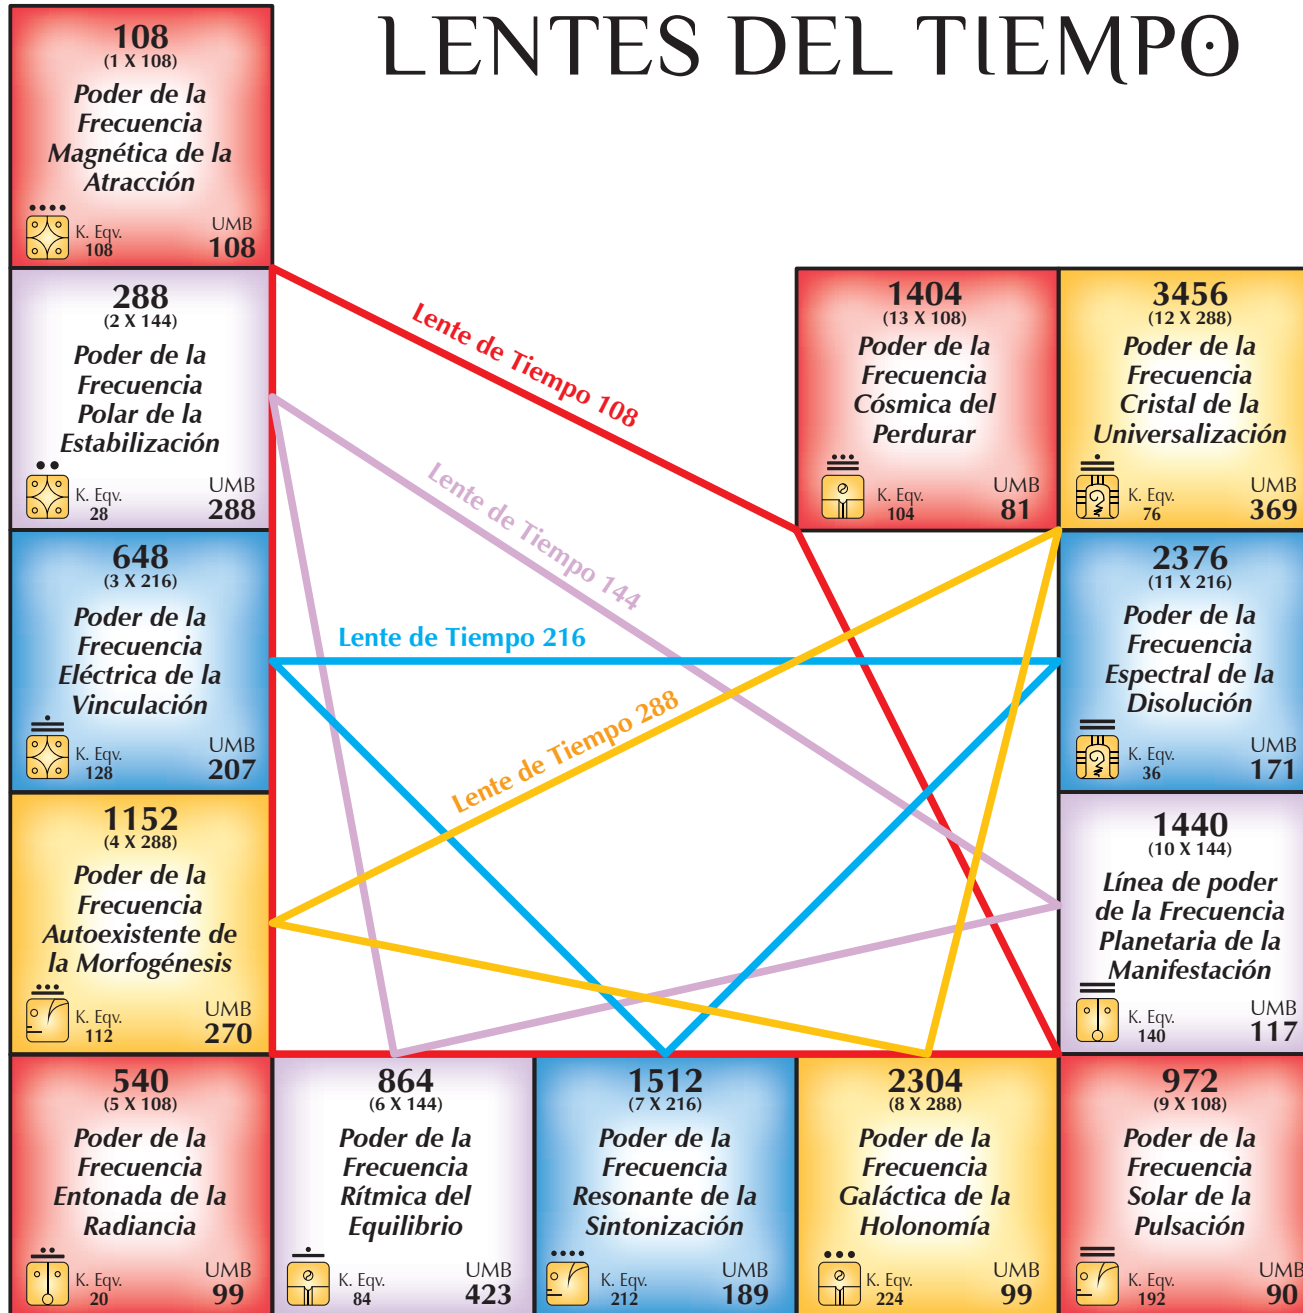 LENTES DEL TIEMPO
108
(1 X 108)
Poder de la
Frecuencia
Magnética de la
Atracción
K. Eqv.
108
UMB
108
288
(2 X 144)
Poder de la
Frecuencia
Polar de la
Estabilización
K. Eqv.
28
UMB
288
648
(3 X 216)
Poder de la
Frecuencia
Eléctrica de la
Vinculación
K. Eqv.
128
UMB
207
1152
(4 X 288)
Poder de la
Frecuencia
Autoexistente de
la Morfogénesis
K. Eqv.
112
UMB
270
540
(5 X 108)
Poder de la
Frecuencia
Entonada de la
Radiancia
K. Eqv.
20
UMB
99
864
(6 X 144)
Poder de la
Frecuencia
Rítmica del
Equilibrio
K. Eqv.
84
UMB
423
1512
(7 X 216)
Poder de la
Frecuencia
Resonante de la
Sintonización
K. Eqv.
212
UMB
189
2304
(8 X 288)
Poder de la
Frecuencia
Galáctica de la
Holonomía
K. Eqv.
224
UMB
99
972
(9 X 108)
Poder de la
Frecuencia
Solar de la
Pulsación
K. Eqv.
192
UMB
90
1440
(10 X 144)
Línea de poder
de la Frecuencia
Planetaria de la
Manifestación
K. Eqv.
140
UMB
117
2376
(11 X 216)
Poder de la
Frecuencia
Espectral de la
Disolución
K. Eqv.
36
UMB
171
3456
(12 X 288)
Poder de la
Frecuencia
Cristal de la
Universalización
K. Eqv.
76
UMB
369
1404
(13 X 108)
Poder de la
Frecuencia
Cósmica del
Perdurar
K. Eqv.
104
UMB
81
Lente de Tiempo 108
Lente de Tiempo 144
Lente de Tiempo 216
Lente de Tiempo 288